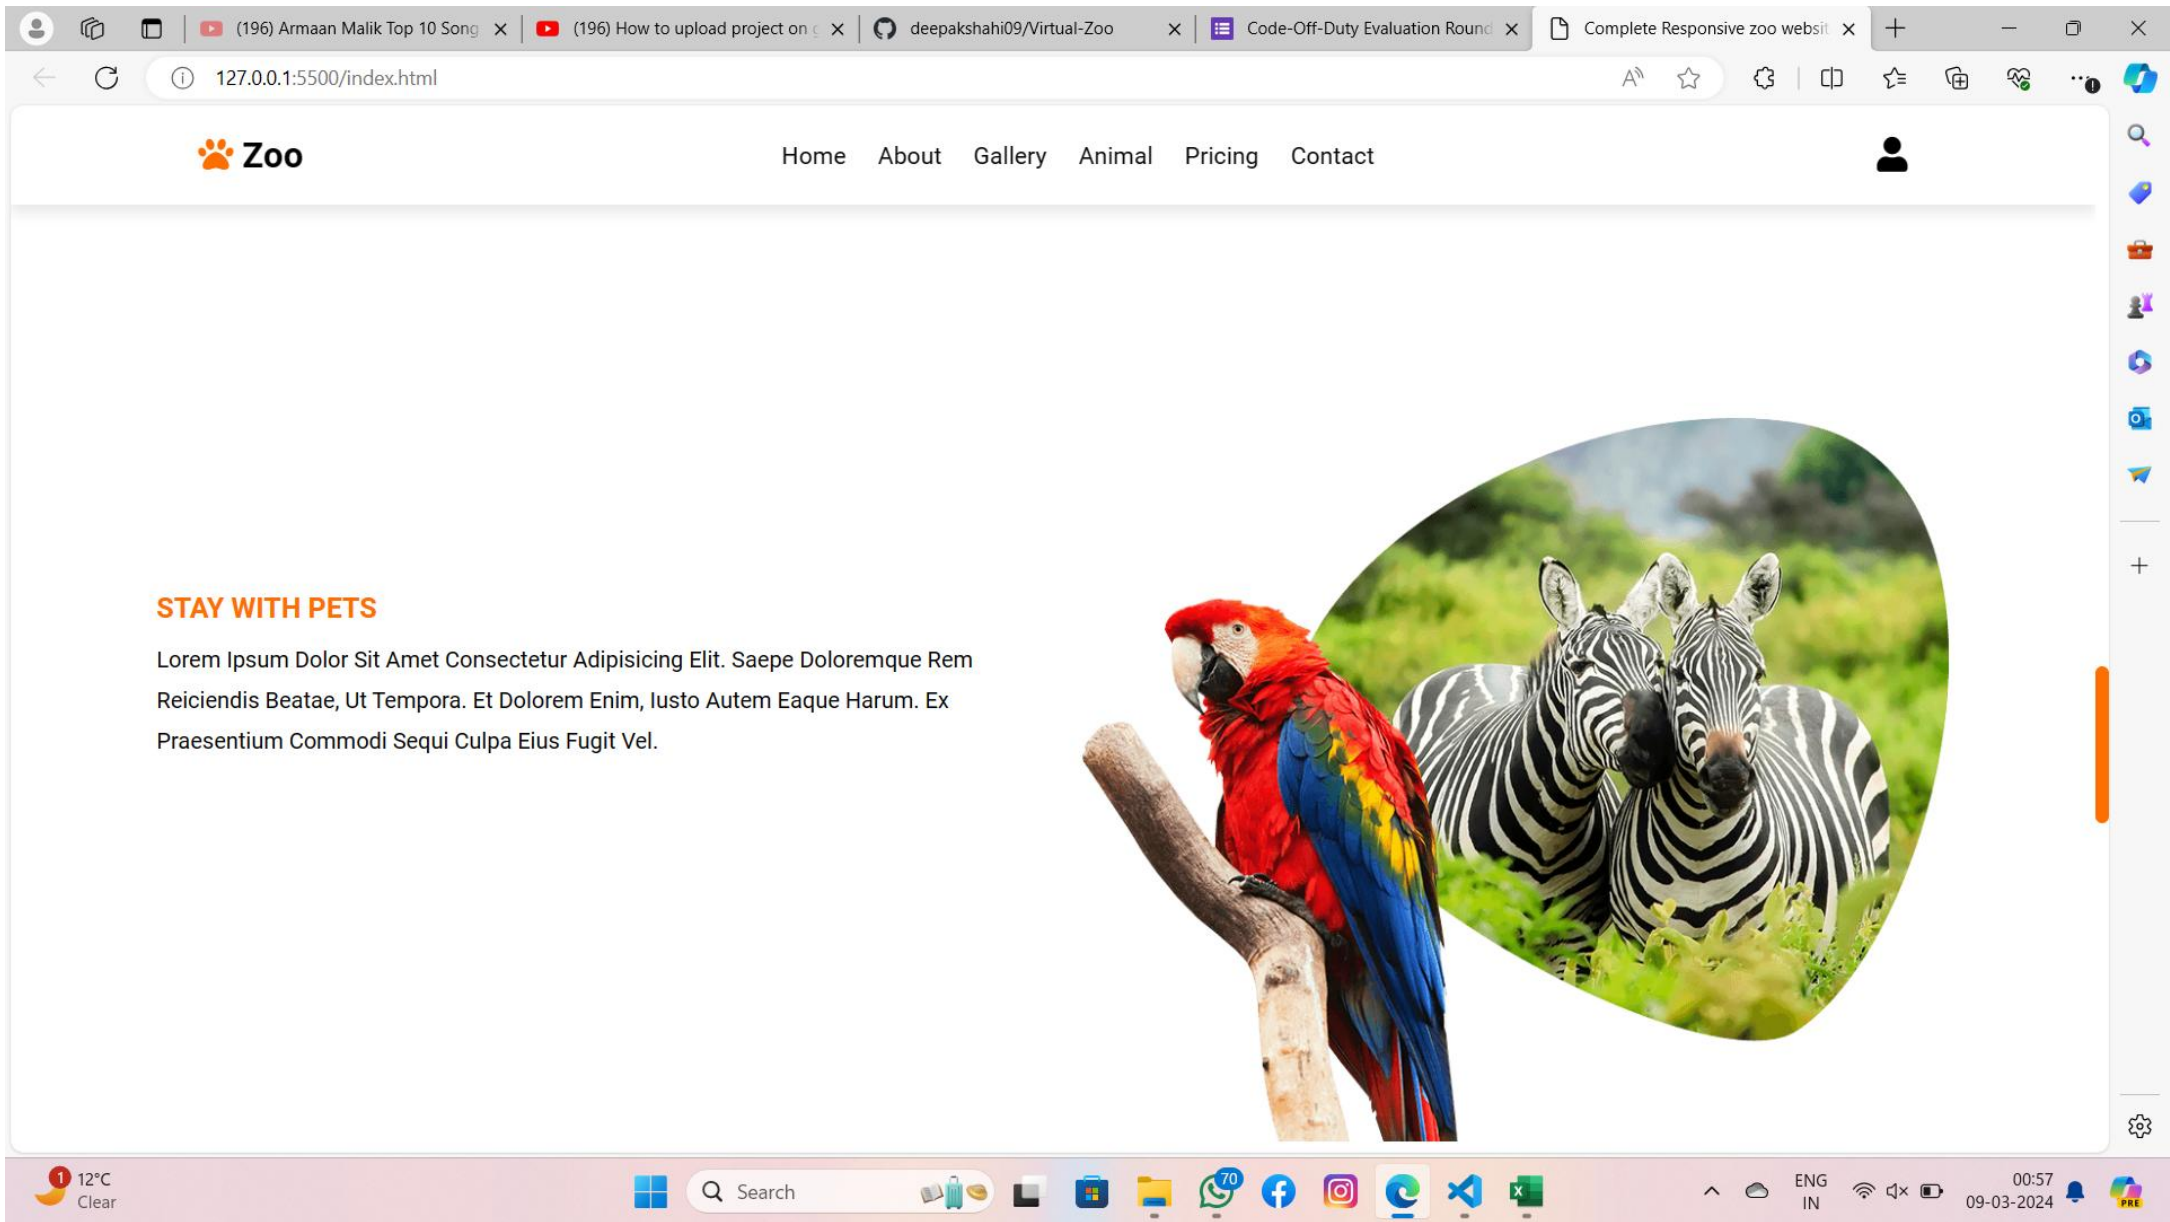 (196) Armaan Malik Top 10 Song
(196) How to upload project on g
deepakshahi09/Virtual-Zoo
Code-Off-Duty Evaluation Round
Complete Responsive zoo websit
127.0.0.1:5500/index.html
Zoo
Home About Gallery Animal Pricing Contact
STAY WITH PETS
Lorem Ipsum Dolor Sit Amet Consectetur Adipisicing Elit. Saepe Doloremque Rem
Reiciendis Beatae, Ut Tempora. Et Dolorem Enim, Iusto Autem Eaque Harum. Ex
Praesentium Commodi Sequi Culpa Eius Fugit Vel.
1
12°C
Clear
Search
70
ENG
IN
00:57
09-03-2024
PRE